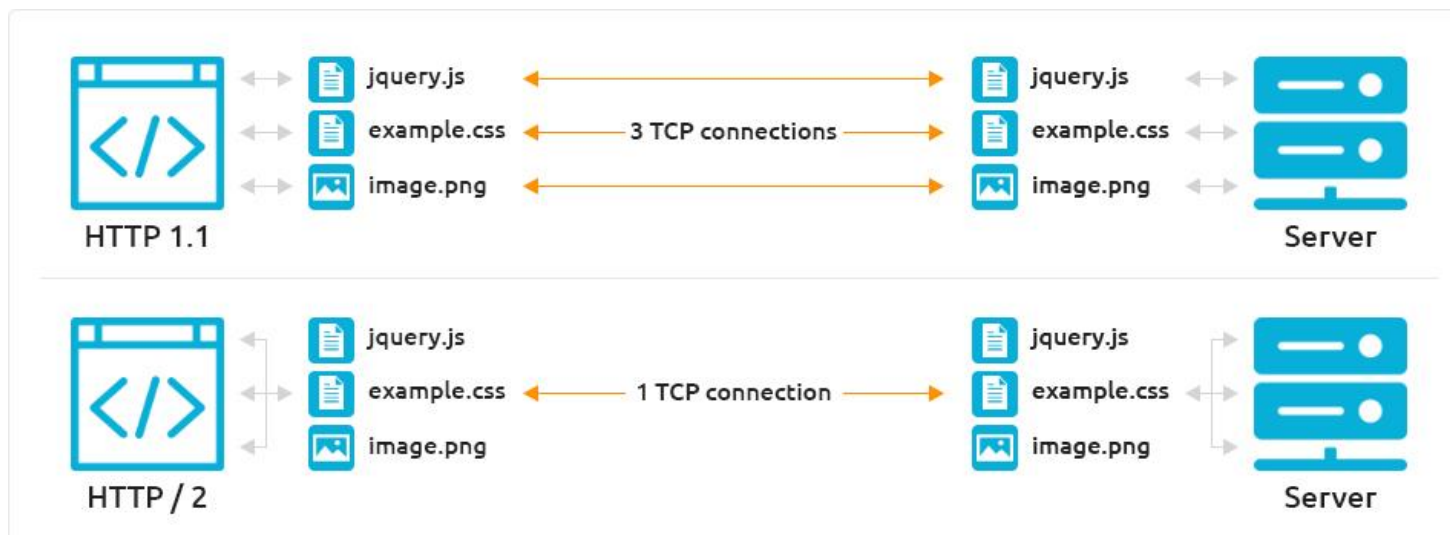 jquery.js jquery.js
example.css 3 TCP connections example.css
image.png image.png
HTTP 1.1 Server
jquery.js jquery.js
example.css 1 TCP connection example.css
image.png image.png
HTTP / 2 Server